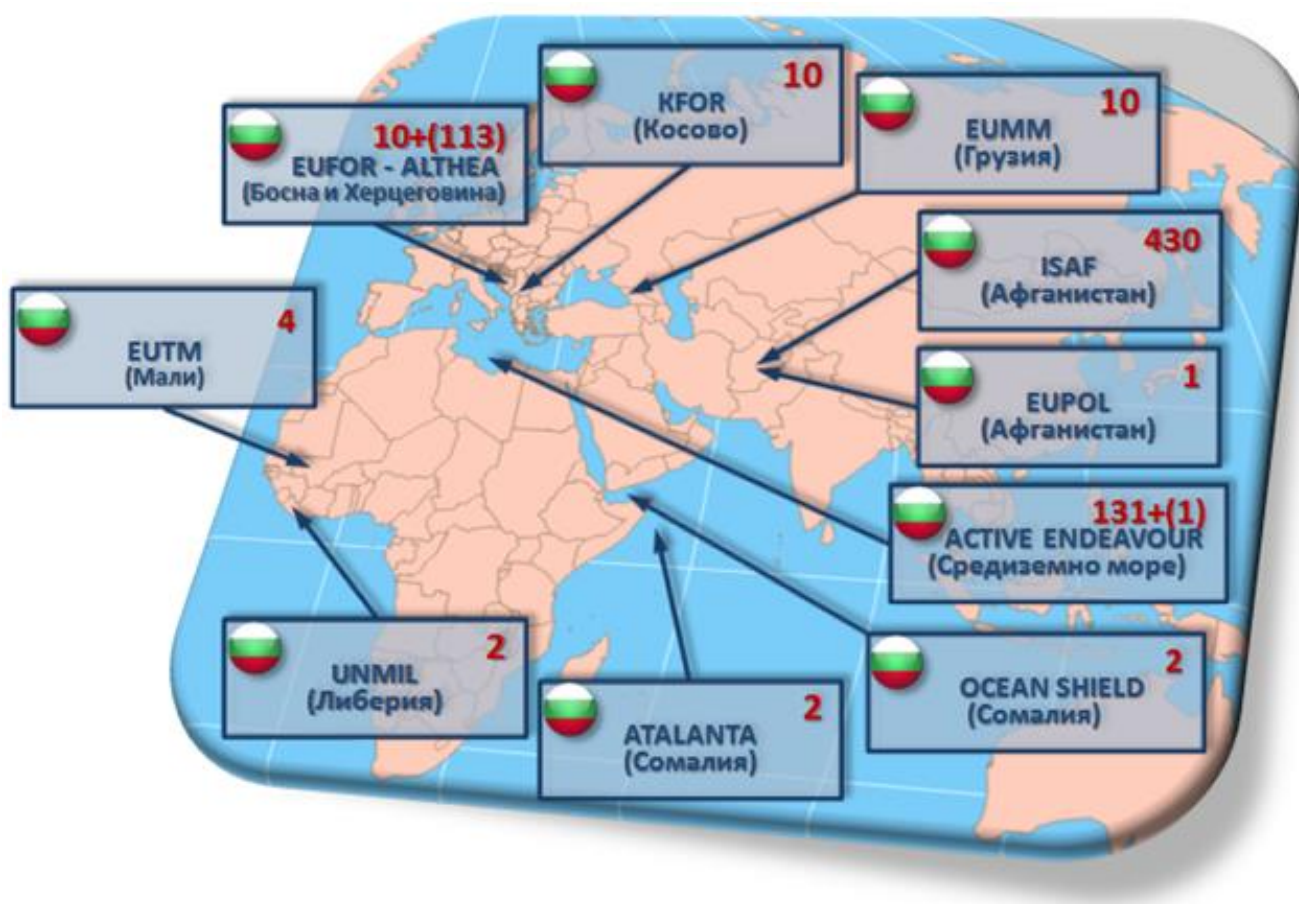 10
KFOR
(Косово)
10
EUMM
(Грузия)
10+(113)
EUFOR - ALTHEA
(Босна и Херцеговина)
430
ISAF
(Афганистан)
4
EUTM
(Мали)
1
EUPOL
(Афганистан)
131+(1)
ACTIVE ENDEAVOUR
(Средиземно море)
2
UNMIL
(Либерия)
2
ATALANTA
(Сомалия)
2
OCEAN SHIELD
(Сомалия)